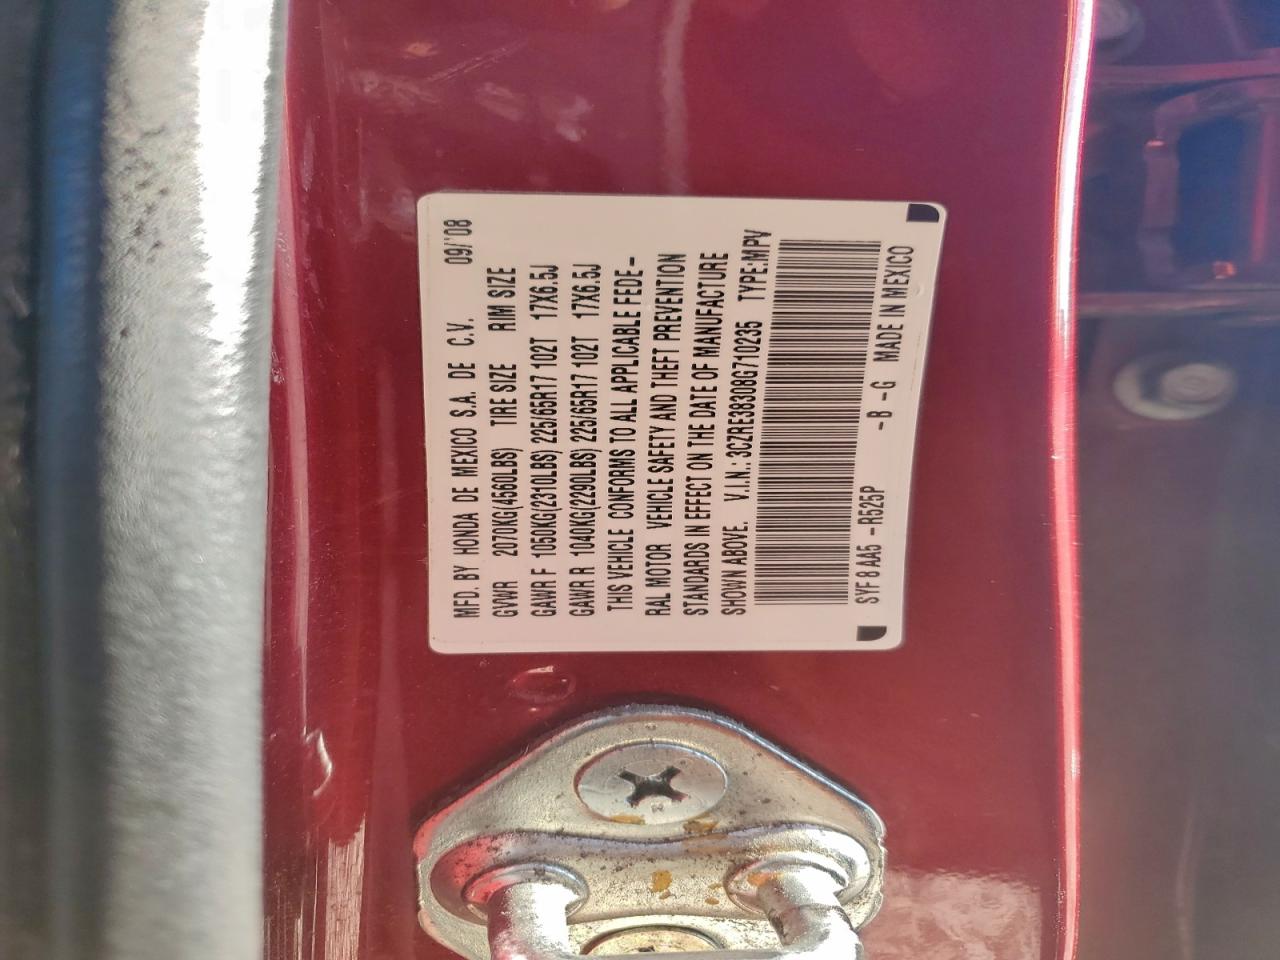 MFD. BY HONDA DE MEXICO S.A. DE C.V. 09/'08
GVWR 2070KG(4560LBS) TIRE SIZE RIM SIZE
GAWR F 1050KG(2310LBS) 225/65R17 102T 17X6.5J
GAWR R 1040KG(2290LBS) 225/65R17 102T 17X6.5J
THIS VEHICLE CONFORMS TO ALL APPLICABLE FEDE-
RAL MOTOR VEHICLE SAFETY AND THEFT PREVENTION
STANDARDS IN EFFECT ON THE DATE OF MANUFACTURE
SHOWN ABOVE. V.I.N.: 3CZRE38308G710235 TYPE:MPV
SYF8AA5 -R525P -B -G MADE IN MEXICO